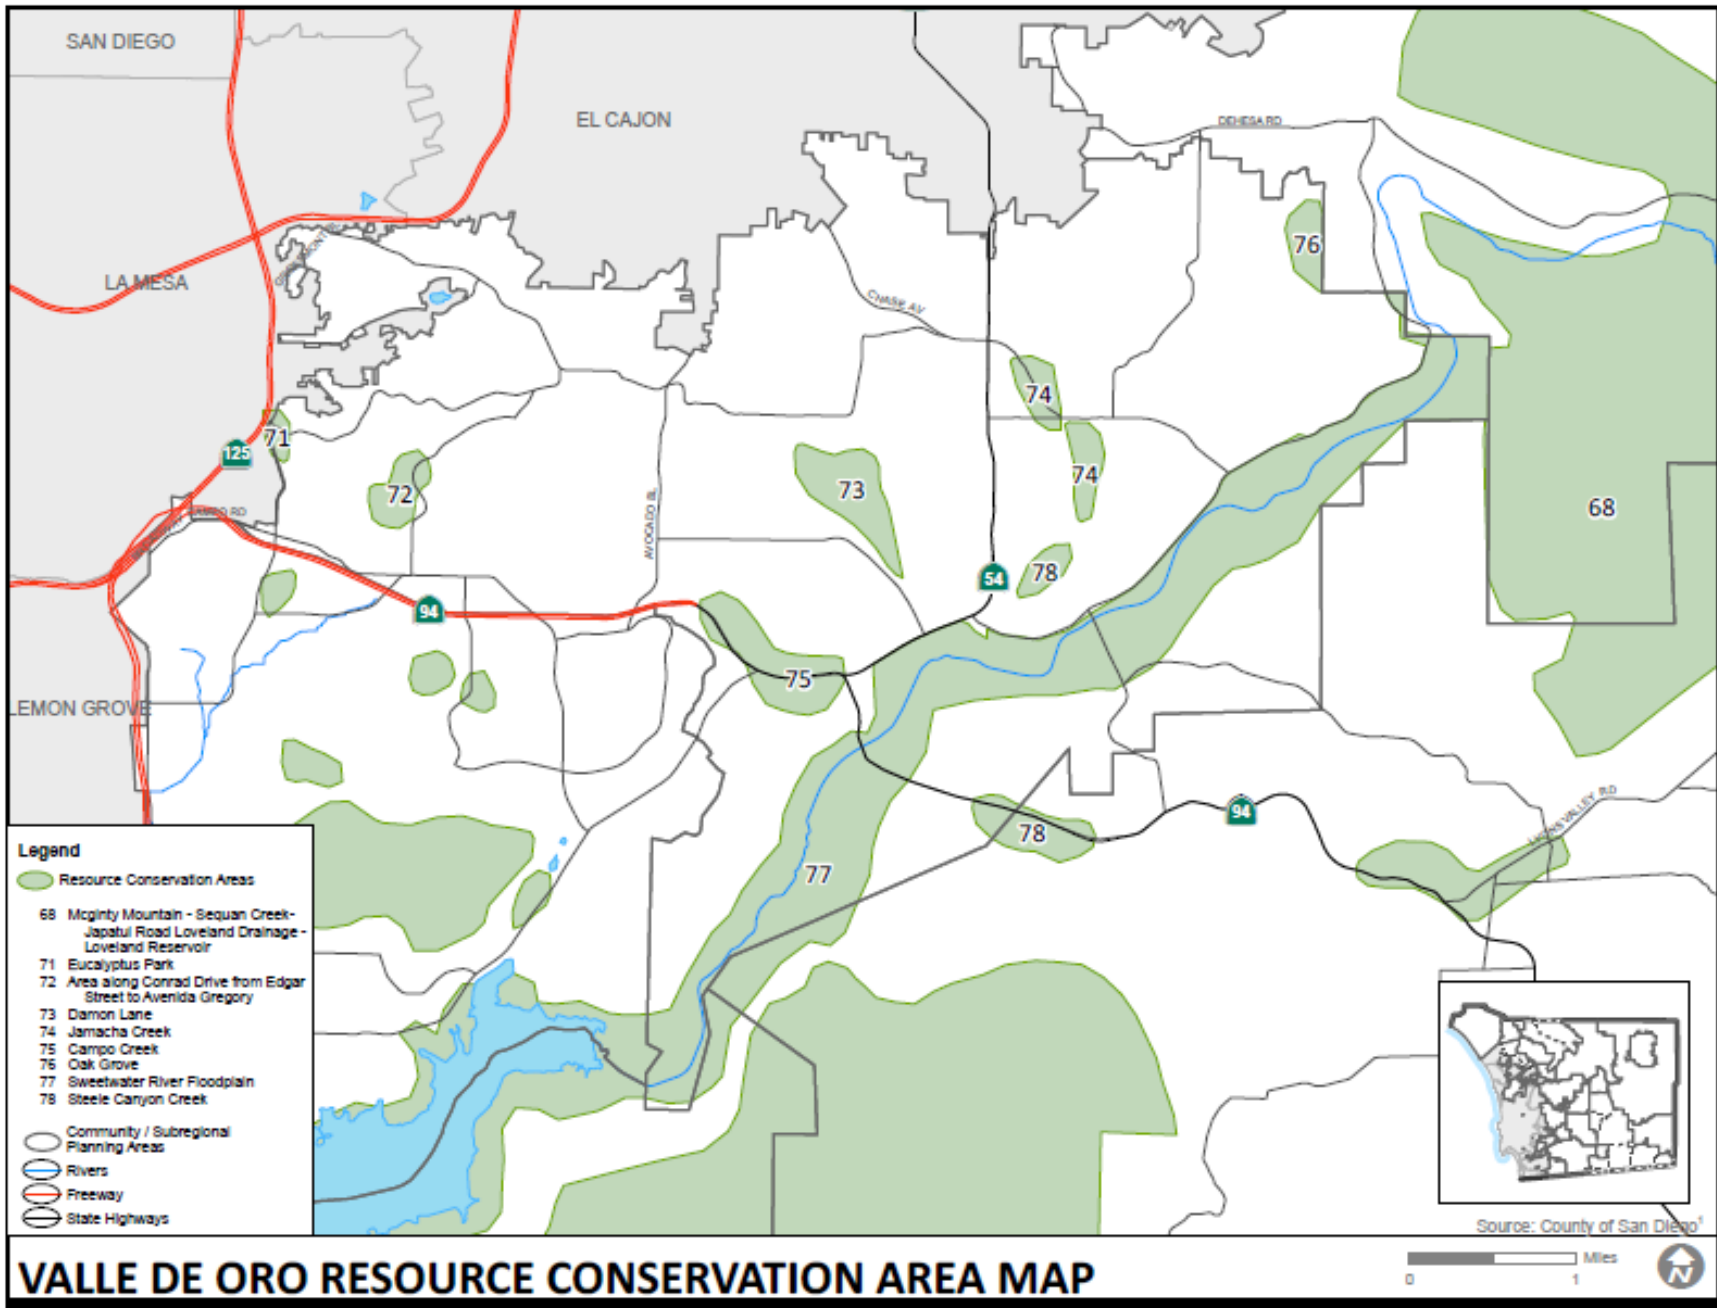 SAN DIEGO
EL CAJON
DEHESA RD
76
LA MESA
CHASE AV
74
71
125
72
73
74
AVOCADO BL
68
54
78
94
75
LEMON GROVE
94
LYONS VALLEY RD
78
77
Legend
Resource Conservation Areas
68 Mcginty Mountain - Sequan Creek-
Japatul Road Loveland Drainage -
Loveland Reservoir
71 Eucalyptus Park
72 Area along Conrad Drive from Edgar
Street to Avenida Gregory
73 Damon Lane
74 Jamacha Creek
75 Campo Creek
76 Oak Grove
77 Sweetwater River Floodplain
78 Steele Canyon Creek
Community / Subregional
Planning Areas
Rivers
Freeway
State Highways
Source: County of San Diego¹
VALLE DE ORO RESOURCE CONSERVATION AREA MAP
Miles
0 1
N